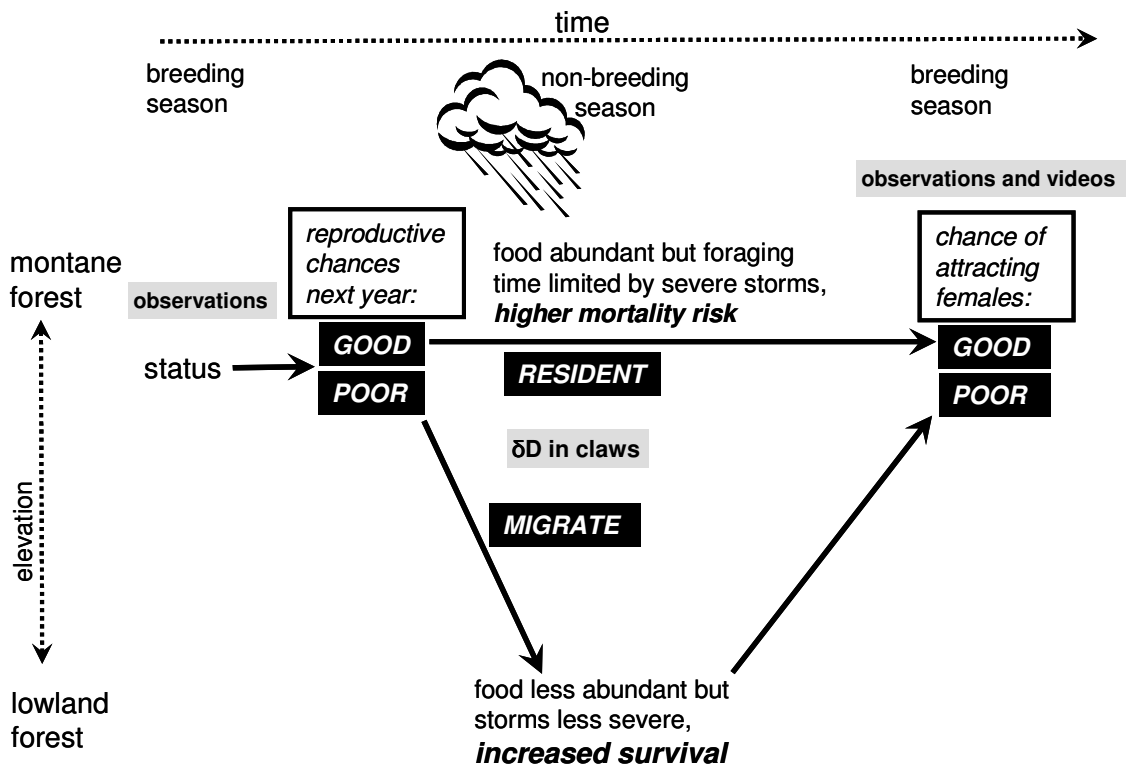 time
breeding
season
non-breeding
season
breeding
season
observations and videos
reproductive
chances
next year:
food abundant but foraging
time limited by severe storms,
higher mortality risk
chance of
attracting
females:
montane
forest
observations
status
GOOD
POOR
RESIDENT
GOOD
POOR
δD in claws
MIGRATE
elevation
lowland
forest
food less abundant but
storms less severe,
increased survival